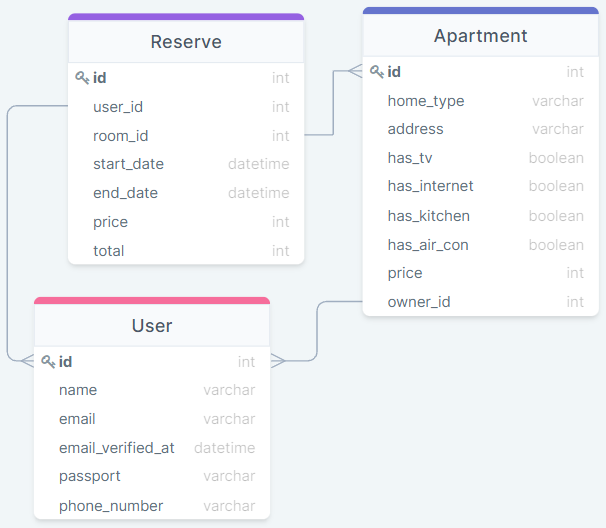 Reserve
id int
user_id int
room_id int
start_date datetime
end_date datetime
price int
total int
Apartment
id int
home_type varchar
address varchar
has_tv boolean
has_internet boolean
has_kitchen boolean
has_air_con boolean
price int
owner_id int
User
id int
name varchar
email varchar
email_verified_at datetime
passport varchar
phone_number varchar